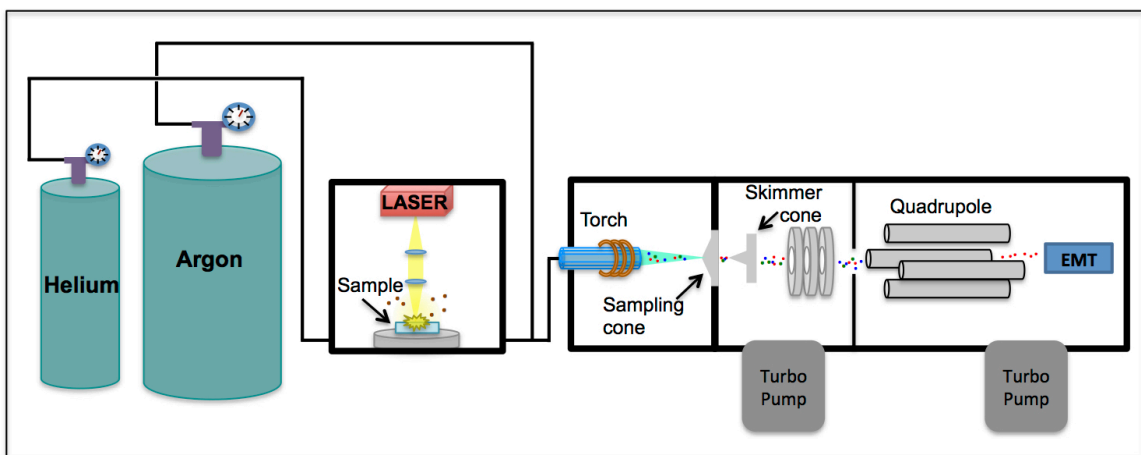 Helium
Argon
LASER
Sample
Torch
Sampling
cone
Skimmer
cone
Quadrupole
EMT
Turbo
Pump
Turbo
Pump